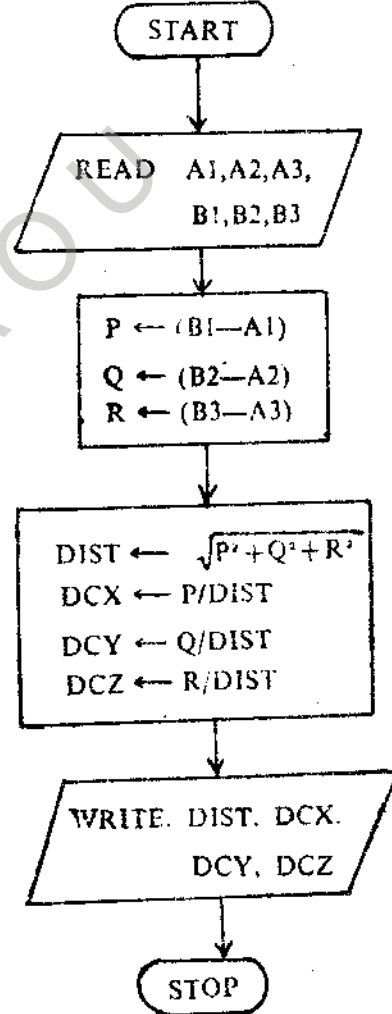 START
READ A1,A2,A3,
B1,B2,B3
P ← (B1—A1)
Q ← (B2—A2)
R ← (B3—A3)
DIST ← √P²+Q²+R²
DCX ← P/DIST
DCY ← Q/DIST
DCZ ← R/DIST
WRITE. DIST. DCX.
DCY, DCZ
STOP